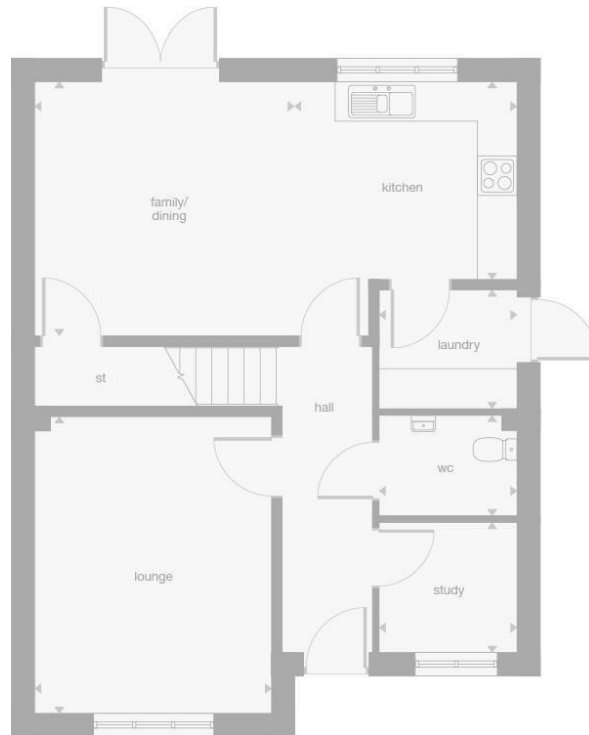 family/
dining
kitchen
laundry
st
hall
wc
lounge
study